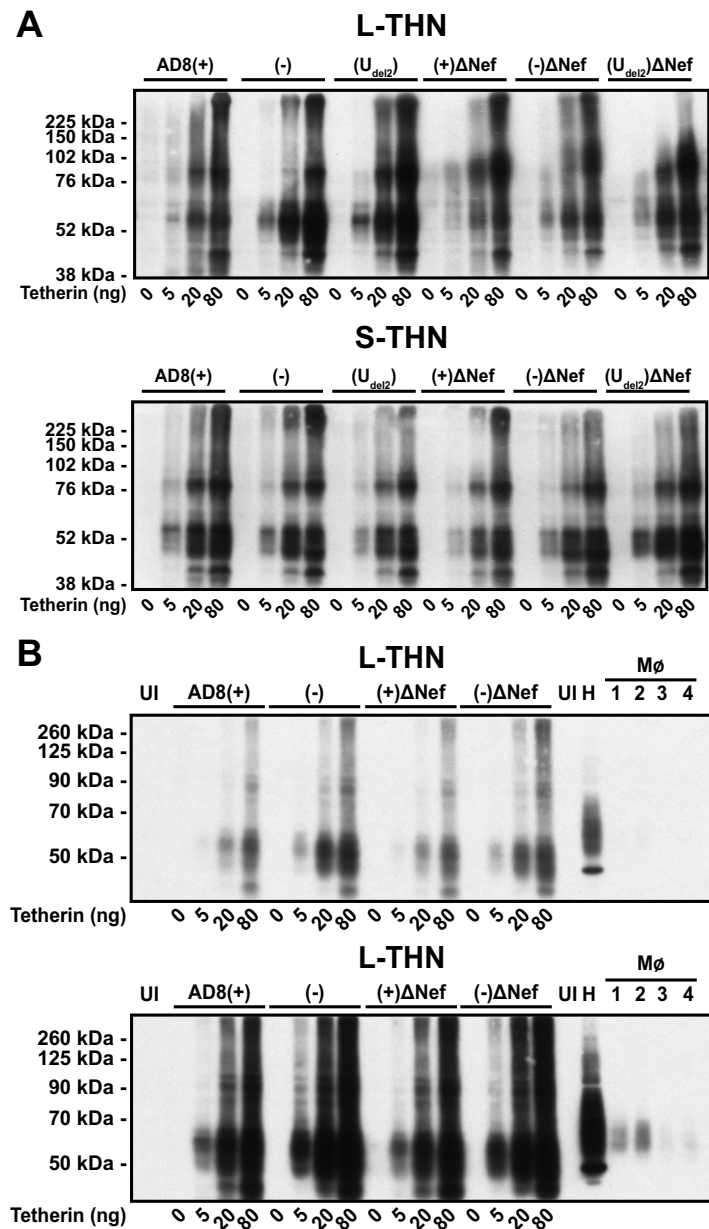 A
L-THN
AD8(+) (-) (Udel2) (+)ΔNef (-)ΔNef (Udel2)ΔNef
225 kDa -
150 kDa -
102 kDa -
76 kDa -
52 kDa -
38 kDa -
Tetherin (ng) 0 5 20 80 0 5 20 80 0 5 20 80 0 5 20 80 0 5 20 80 0 5 20 80
S-THN
AD8(+) (-) (Udel2) (+)ΔNef (-)ΔNef (Udel2)ΔNef
225 kDa -
150 kDa -
102 kDa -
76 kDa -
52 kDa -
38 kDa -
Tetherin (ng) 0 5 20 80 0 5 20 80 0 5 20 80 0 5 20 80 0 5 20 80 0 5 20 80
B
L-THN
Mø
UI AD8(+) (-) (+)ΔNef (-)ΔNef UI H 1 2 3 4
260 kDa -
125 kDa -
90 kDa -
70 kDa -
50 kDa -
Tetherin (ng) 0 5 20 80 0 5 20 80 0 5 20 80 0 5 20 80
L-THN
Mø
UI AD8(+) (-) (+)ΔNef (-)ΔNef UI H 1 2 3 4
260 kDa -
125 kDa -
90 kDa -
70 kDa -
50 kDa -
Tetherin (ng) 0 5 20 80 0 5 20 80 0 5 20 80 0 5 20 80